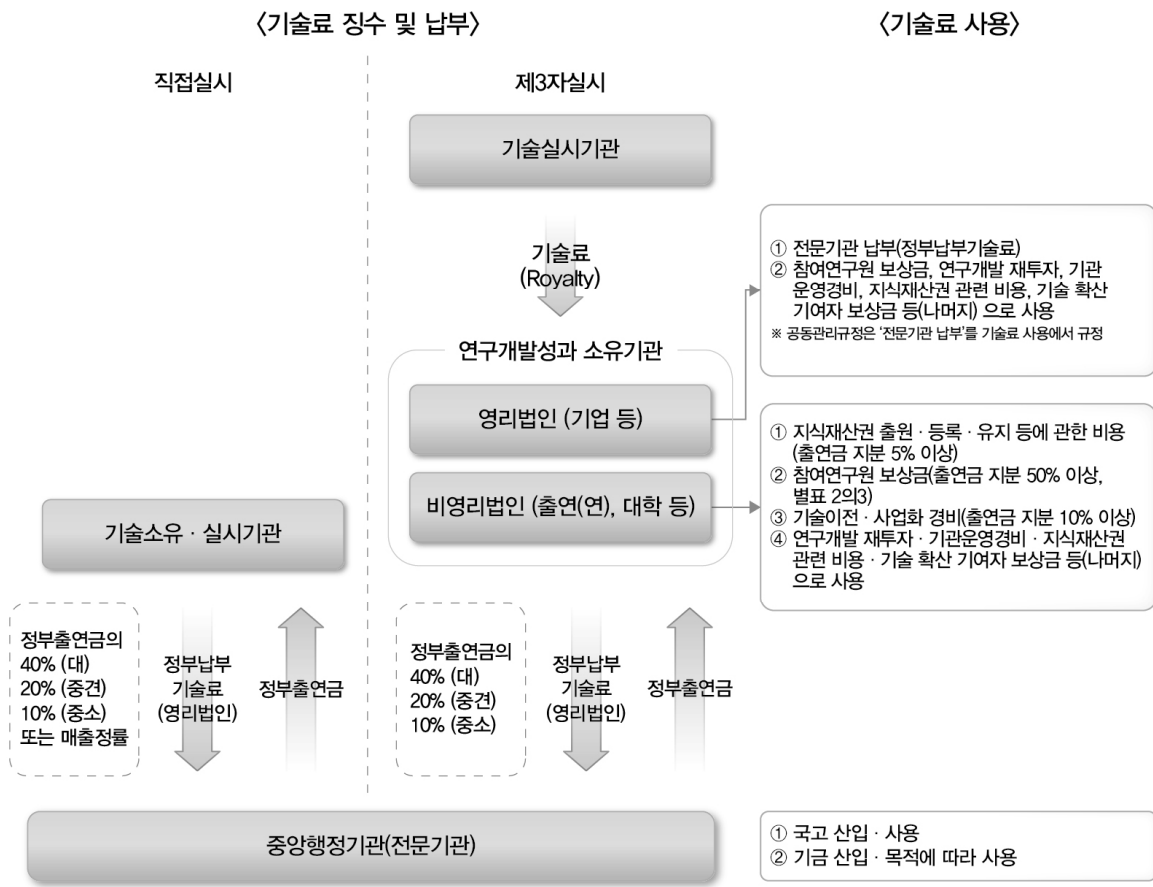 〈기술료 징수 및 납부〉
〈기술료 사용〉
직접실시
제3자실시
기술실시기관
기술료
(Royalty)
① 전문기관 납부(정부납부기술료)
② 참여연구원 보상금, 연구개발 재투자, 기관
운영경비, 지식재산권 관련 비용, 기술 확산
기여자 보상금 등(나머지) 으로 사용
※ 공동관리규정은 ‘전문기관 납부’를 기술료 사용에서 규정
연구개발성과 소유기관
영리법인 (기업 등)
비영리법인 (출연(연), 대학 등)
① 지식재산권 출원 · 등록 · 유지 등에 관한 비용
(출연금 지분 5% 이상)
② 참여연구원 보상금(출연금 지분 50% 이상,
별표 2의3)
③ 기술이전 · 사업화 경비(출연금 지분 10% 이상)
④ 연구개발 재투자 · 기관운영경비 · 지식재산권
관련 비용 · 기술 확산 기여자 보상금 등(나머지)
으로 사용
기술소유 · 실시기관
정부출연금의
40% (대)
20% (중견)
10% (중소)
또는 매출정률
정부납부
기술료
(영리법인)
정부출연금
정부출연금의
40% (대)
20% (중견)
10% (중소)
정부납부
기술료
(영리법인)
정부출연금
중앙행정기관(전문기관)
① 국고 산입 · 사용
② 기금 산입 · 목적에 따라 사용